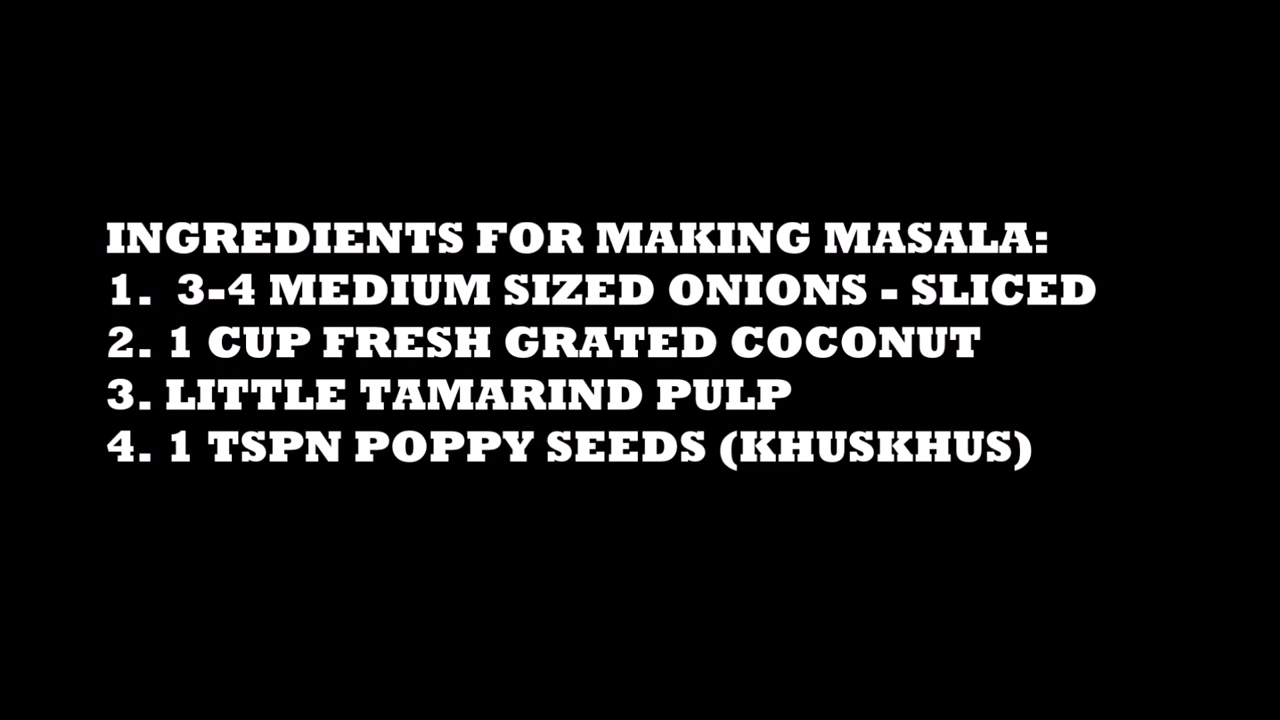 INGREDIENTS FOR MAKING MASALA:
1.  3-4 MEDIUM SIZED ONIONS - SLICED
2. 1 CUP FRESH GRATED COCONUT
3. LITTLE TAMARIND PULP
4. 1 TSPN POPPY SEEDS (KHUSKHUS)